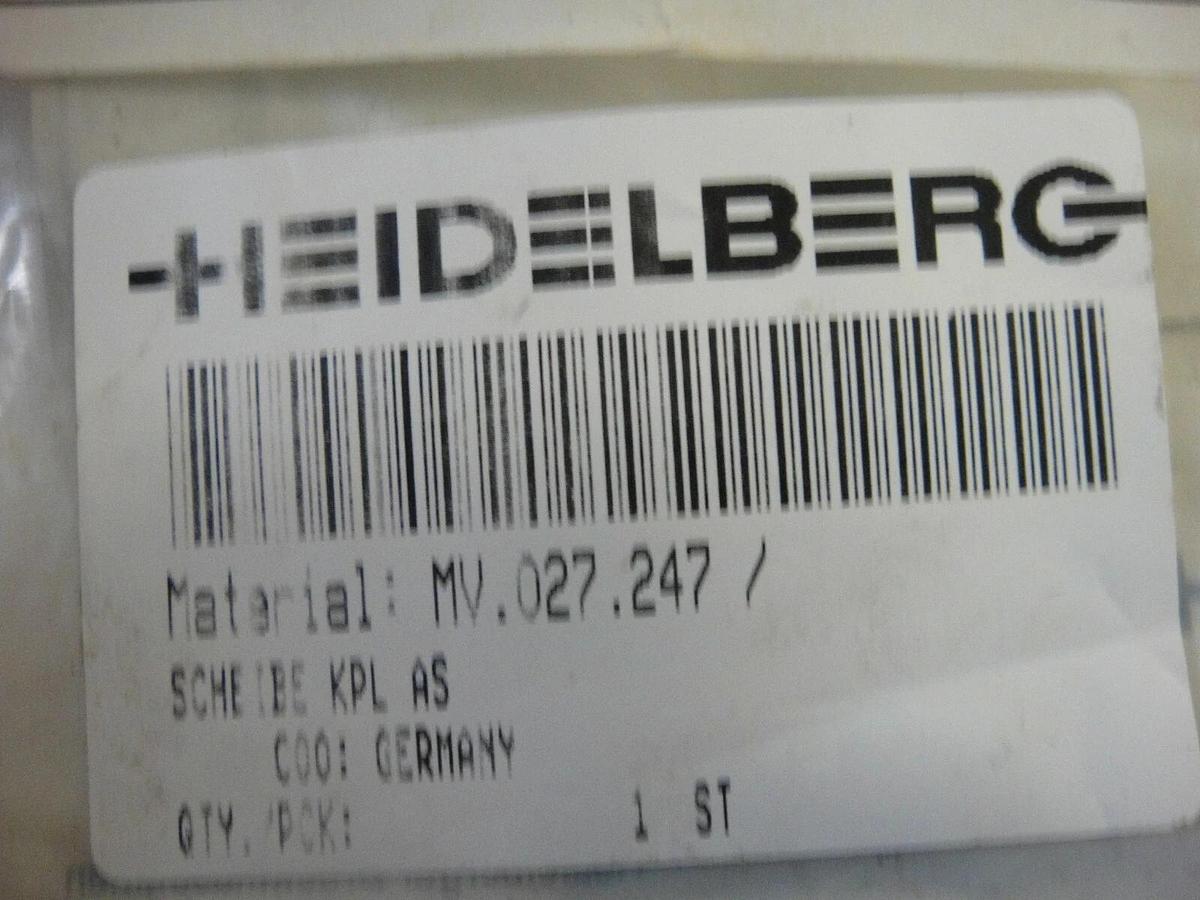 HEIDELBERG
Material: MV.027.247 /
SCHEIBE KPL AS
COO: GERMANY
QTY./PCK: 1 ST